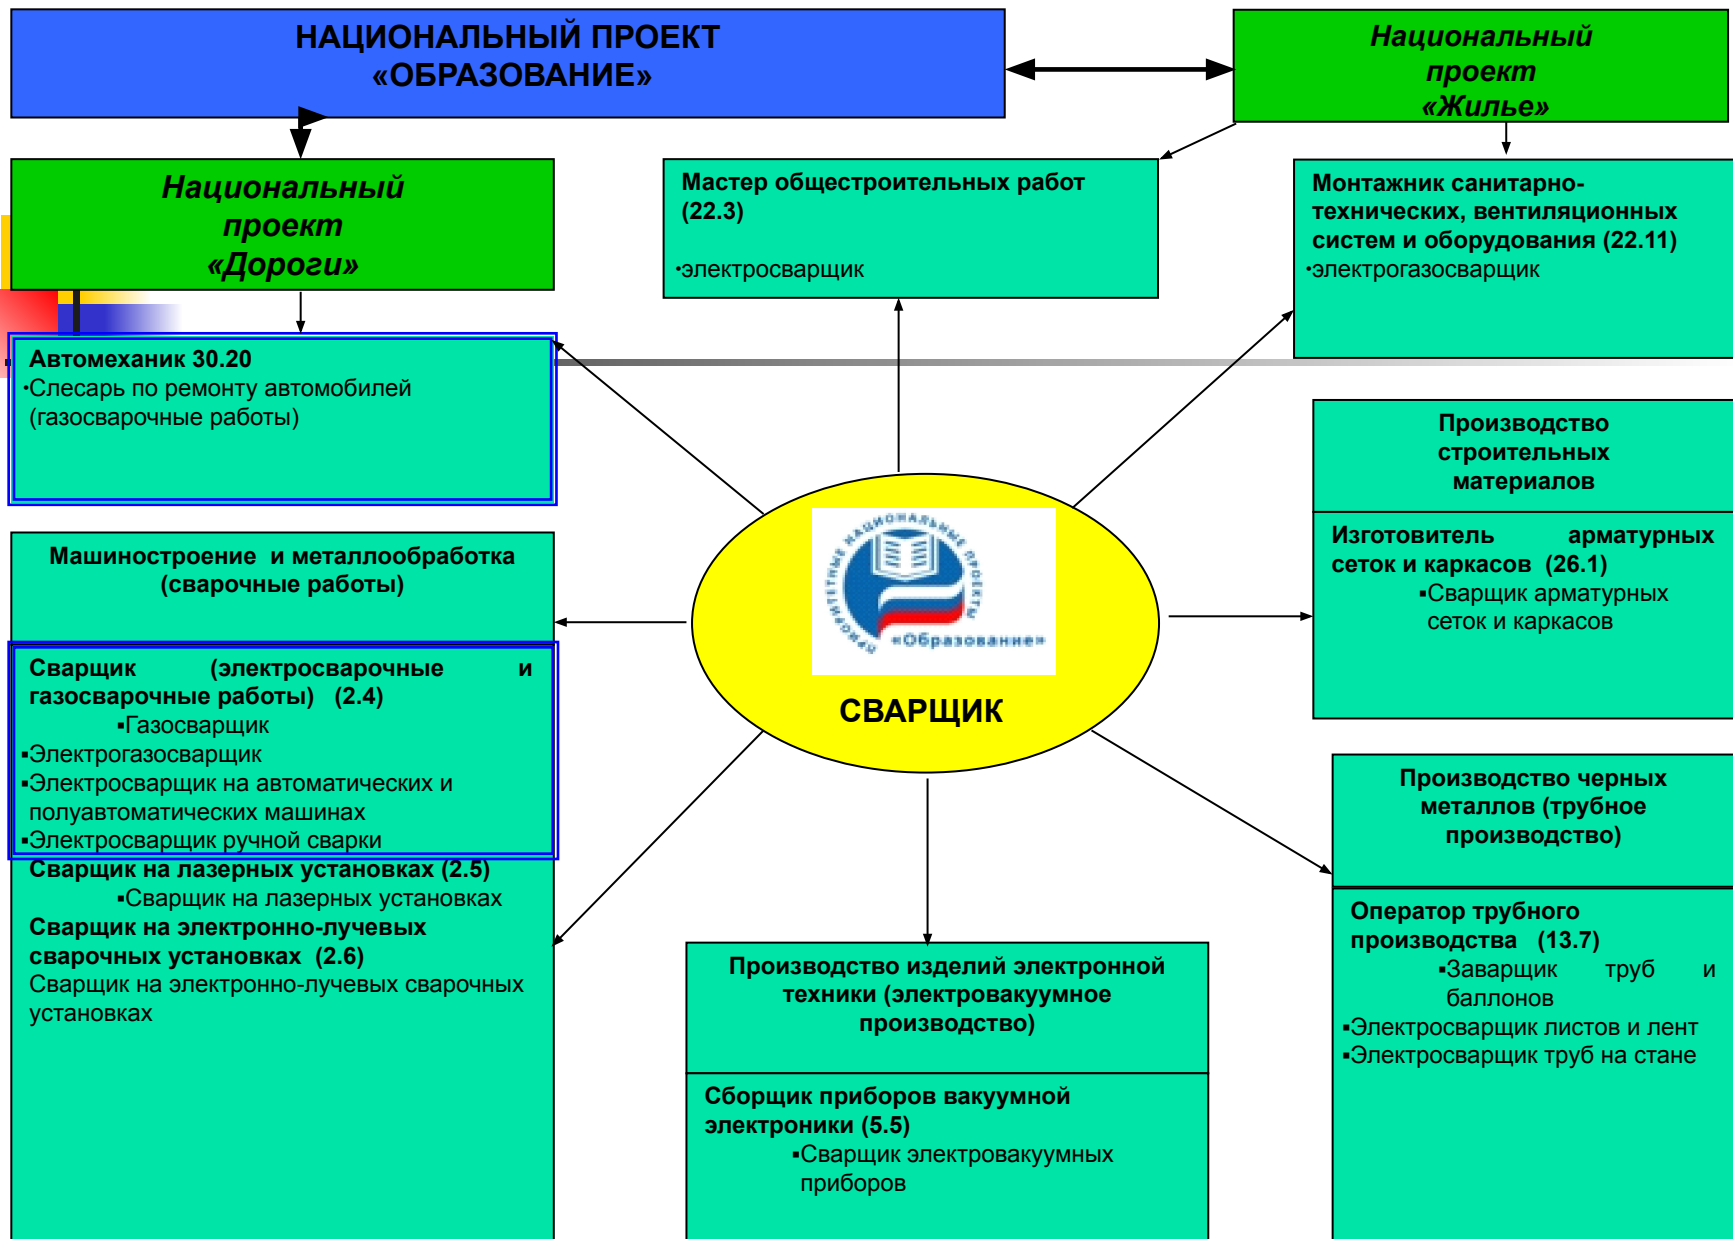 НАЦИОНАЛЬНЫЙ ПРОЕКТ
«ОБРАЗОВАНИЕ»
Национальный
проект
«Жилье»
Национальный
проект
«Дороги»
Мастер общестроительных работ
(22.3)
•электросварщик
Монтажник санитарно-
технических, вентиляционных
систем и оборудования (22.11)
•электрогазосварщик
Автомеханик 30.20
•Слесарь по ремонту автомобилей
(газосварочные работы)
Производство
строительных
материалов
Изготовитель арматурных
сеток и каркасов (26.1)
▪Сварщик арматурных
сеток и каркасов
Машиностроение и металлообработка
(сварочные работы)
Сварщик (электросварочные и
газосварочные работы) (2.4)
▪Газосварщик
▪Электрогазосварщик
▪Электросварщик на автоматических и
полуавтоматических машинах
▪Электросварщик ручной сварки
Сварщик на лазерных установках (2.5)
▪Сварщик на лазерных установках
Сварщик на электронно-лучевых
сварочных установках (2.6)
Сварщик на электронно-лучевых сварочных
установках
ПРИОРИТЕТНЫЕ НАЦИОНАЛЬНЫЕ ПРОЕКТЫ
«Образование»
СВАРЩИК
Производство изделий электронной
техники (электровакуумное
производство)
Сборщик приборов вакуумной
электроники (5.5)
▪Сварщик электровакуумных
приборов
Производство черных
металлов (трубное
производство)
Оператор трубного
производства (13.7)
▪Заварщик труб и
баллонов
▪Электросварщик листов и лент
▪Электросварщик труб на стане